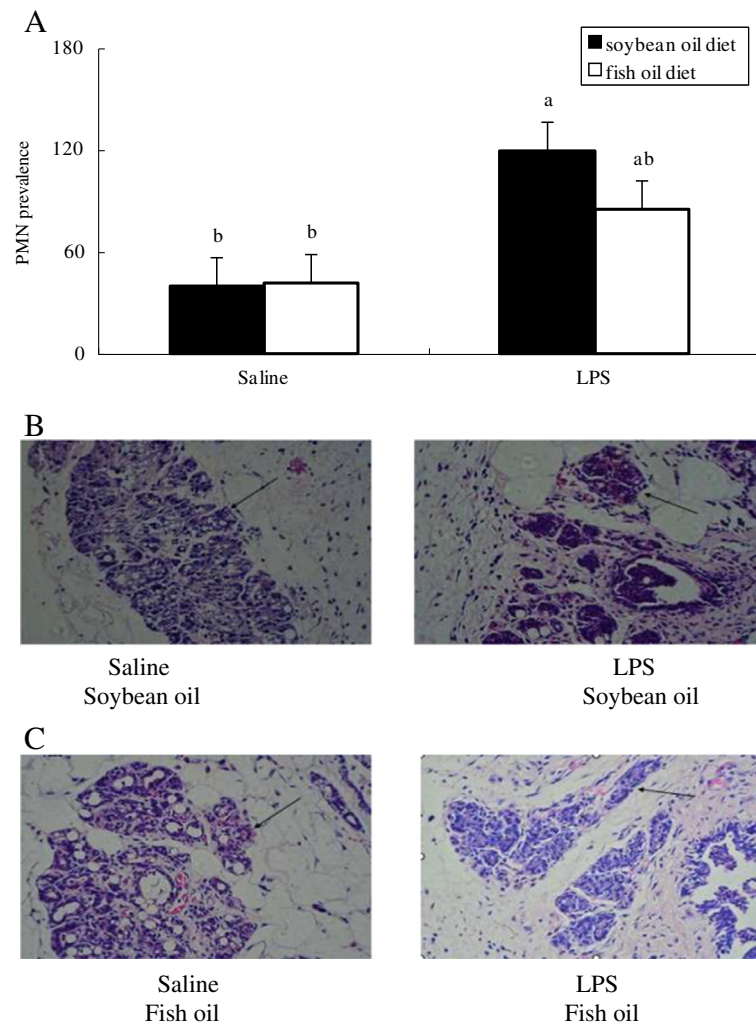 A
180
120
60
0
PMN prevalence
soybean oil diet
fish oil diet
b
b
a
ab
Saline
LPS
B
Saline
Soybean oil
LPS
Soybean oil
C
Saline
Fish oil
LPS
Fish oil